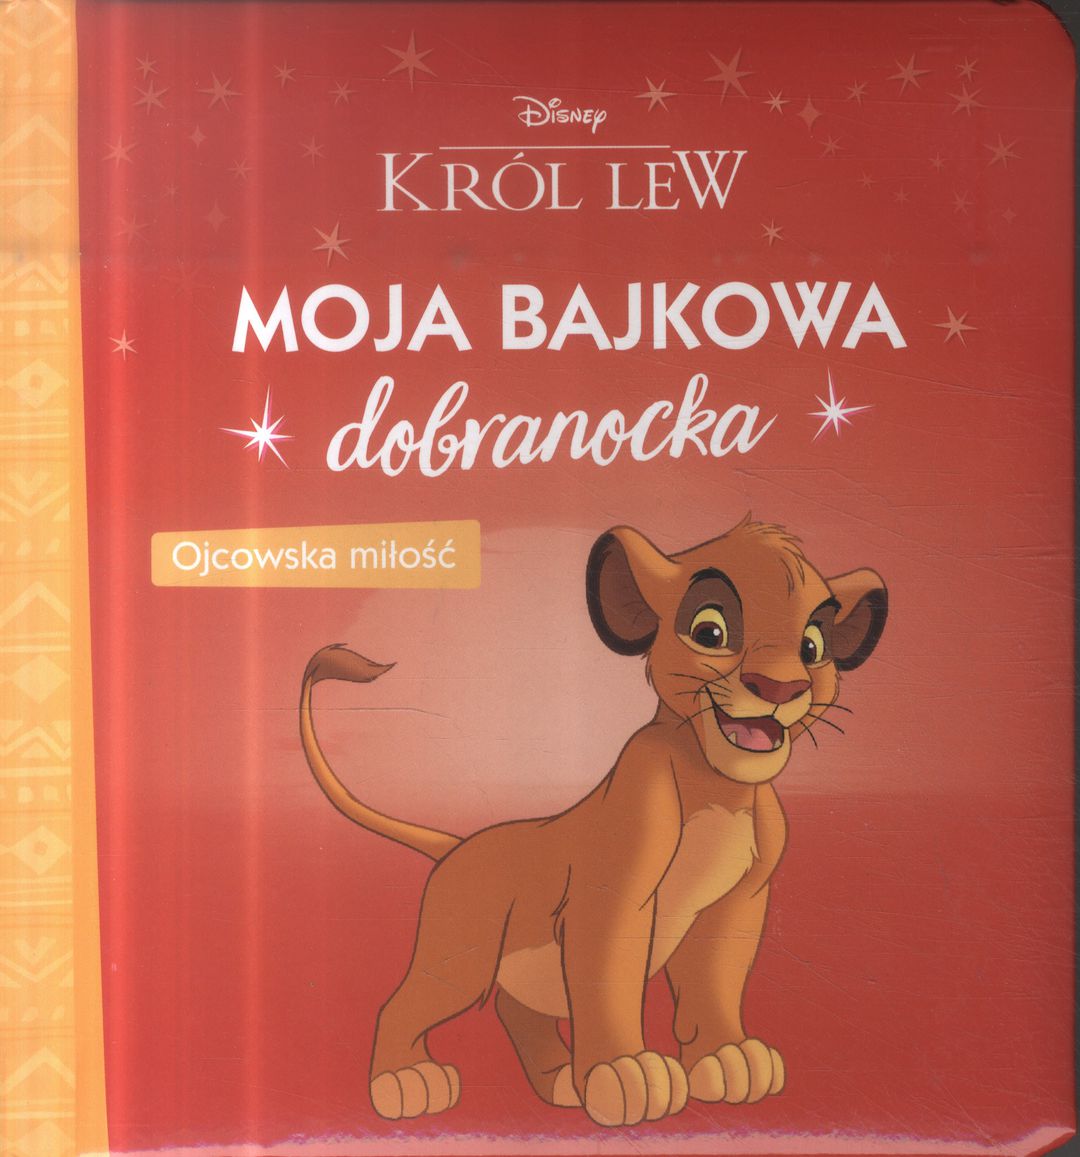 Disney
KRÓL LEW
MOJA BAJKOWA
dobranocka
Ojcowska miłość